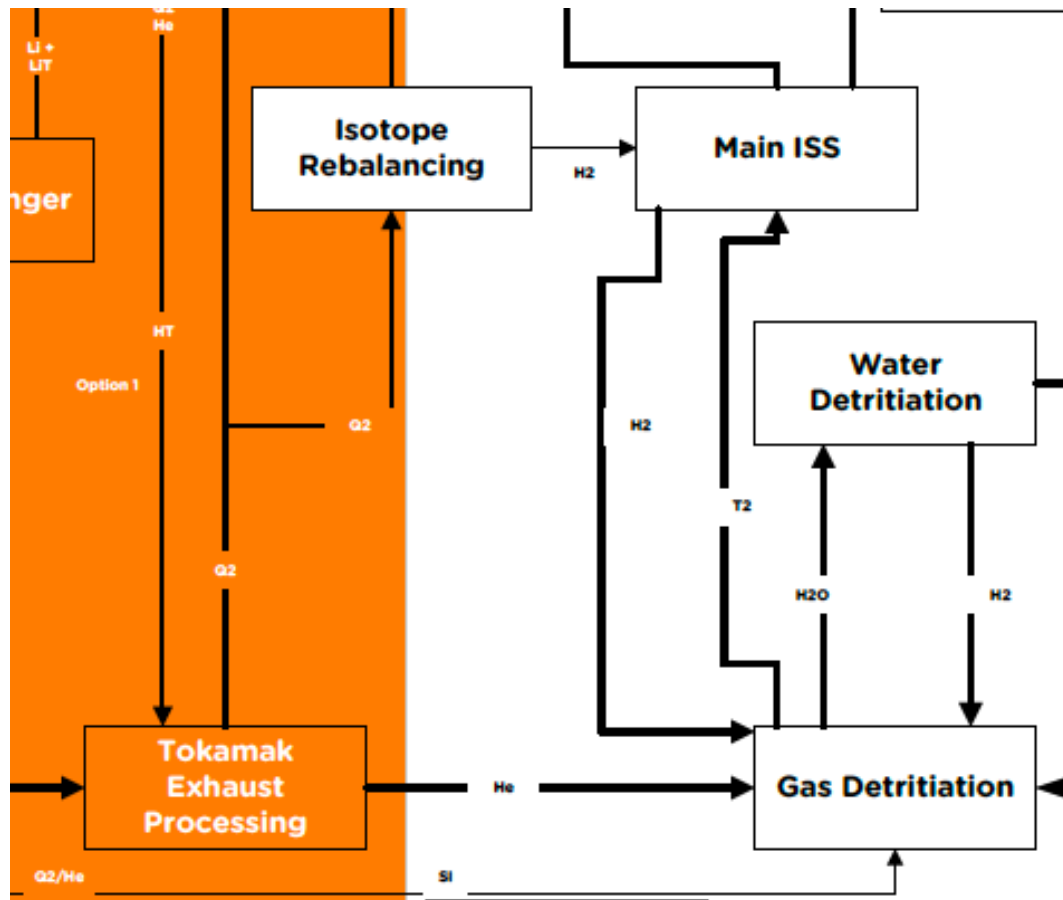 He
Li +
LiT
Isotope
Rebalancing
H2
Main ISS
nger
HT
Option 1
Q2
H2
Water
Detritiation
T2
Q2
H2O
H2
Tokamak
Exhaust
Processing
He
Gas Detritiation
Q2/He
SI